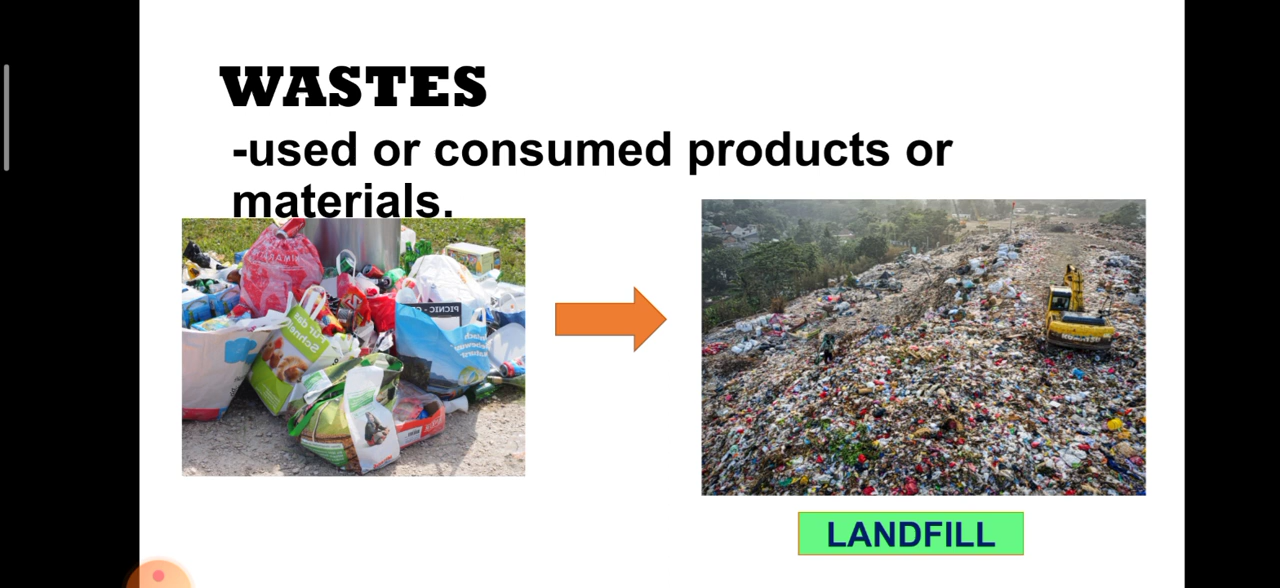 WASTES
-used or consumed products or
materials.
LANDFILL